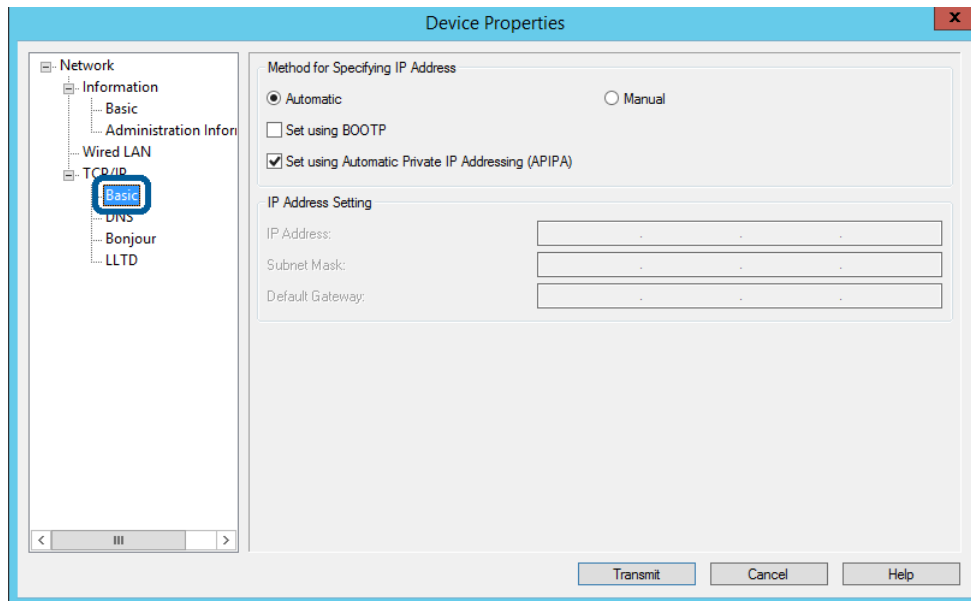 Device Properties
x
Network
Information
Basic
Administration Inforr
Wired LAN
TCP/IP
Basic
DNS
Bonjour
LLTD
Method for Specifying IP Address
Automatic
Manual
Set using BOOTP
Set using Automatic Private IP Addressing (APIPA)
IP Address Setting
IP Address:
Subnet Mask:
Default Gateway:
Transmit
Cancel
Help